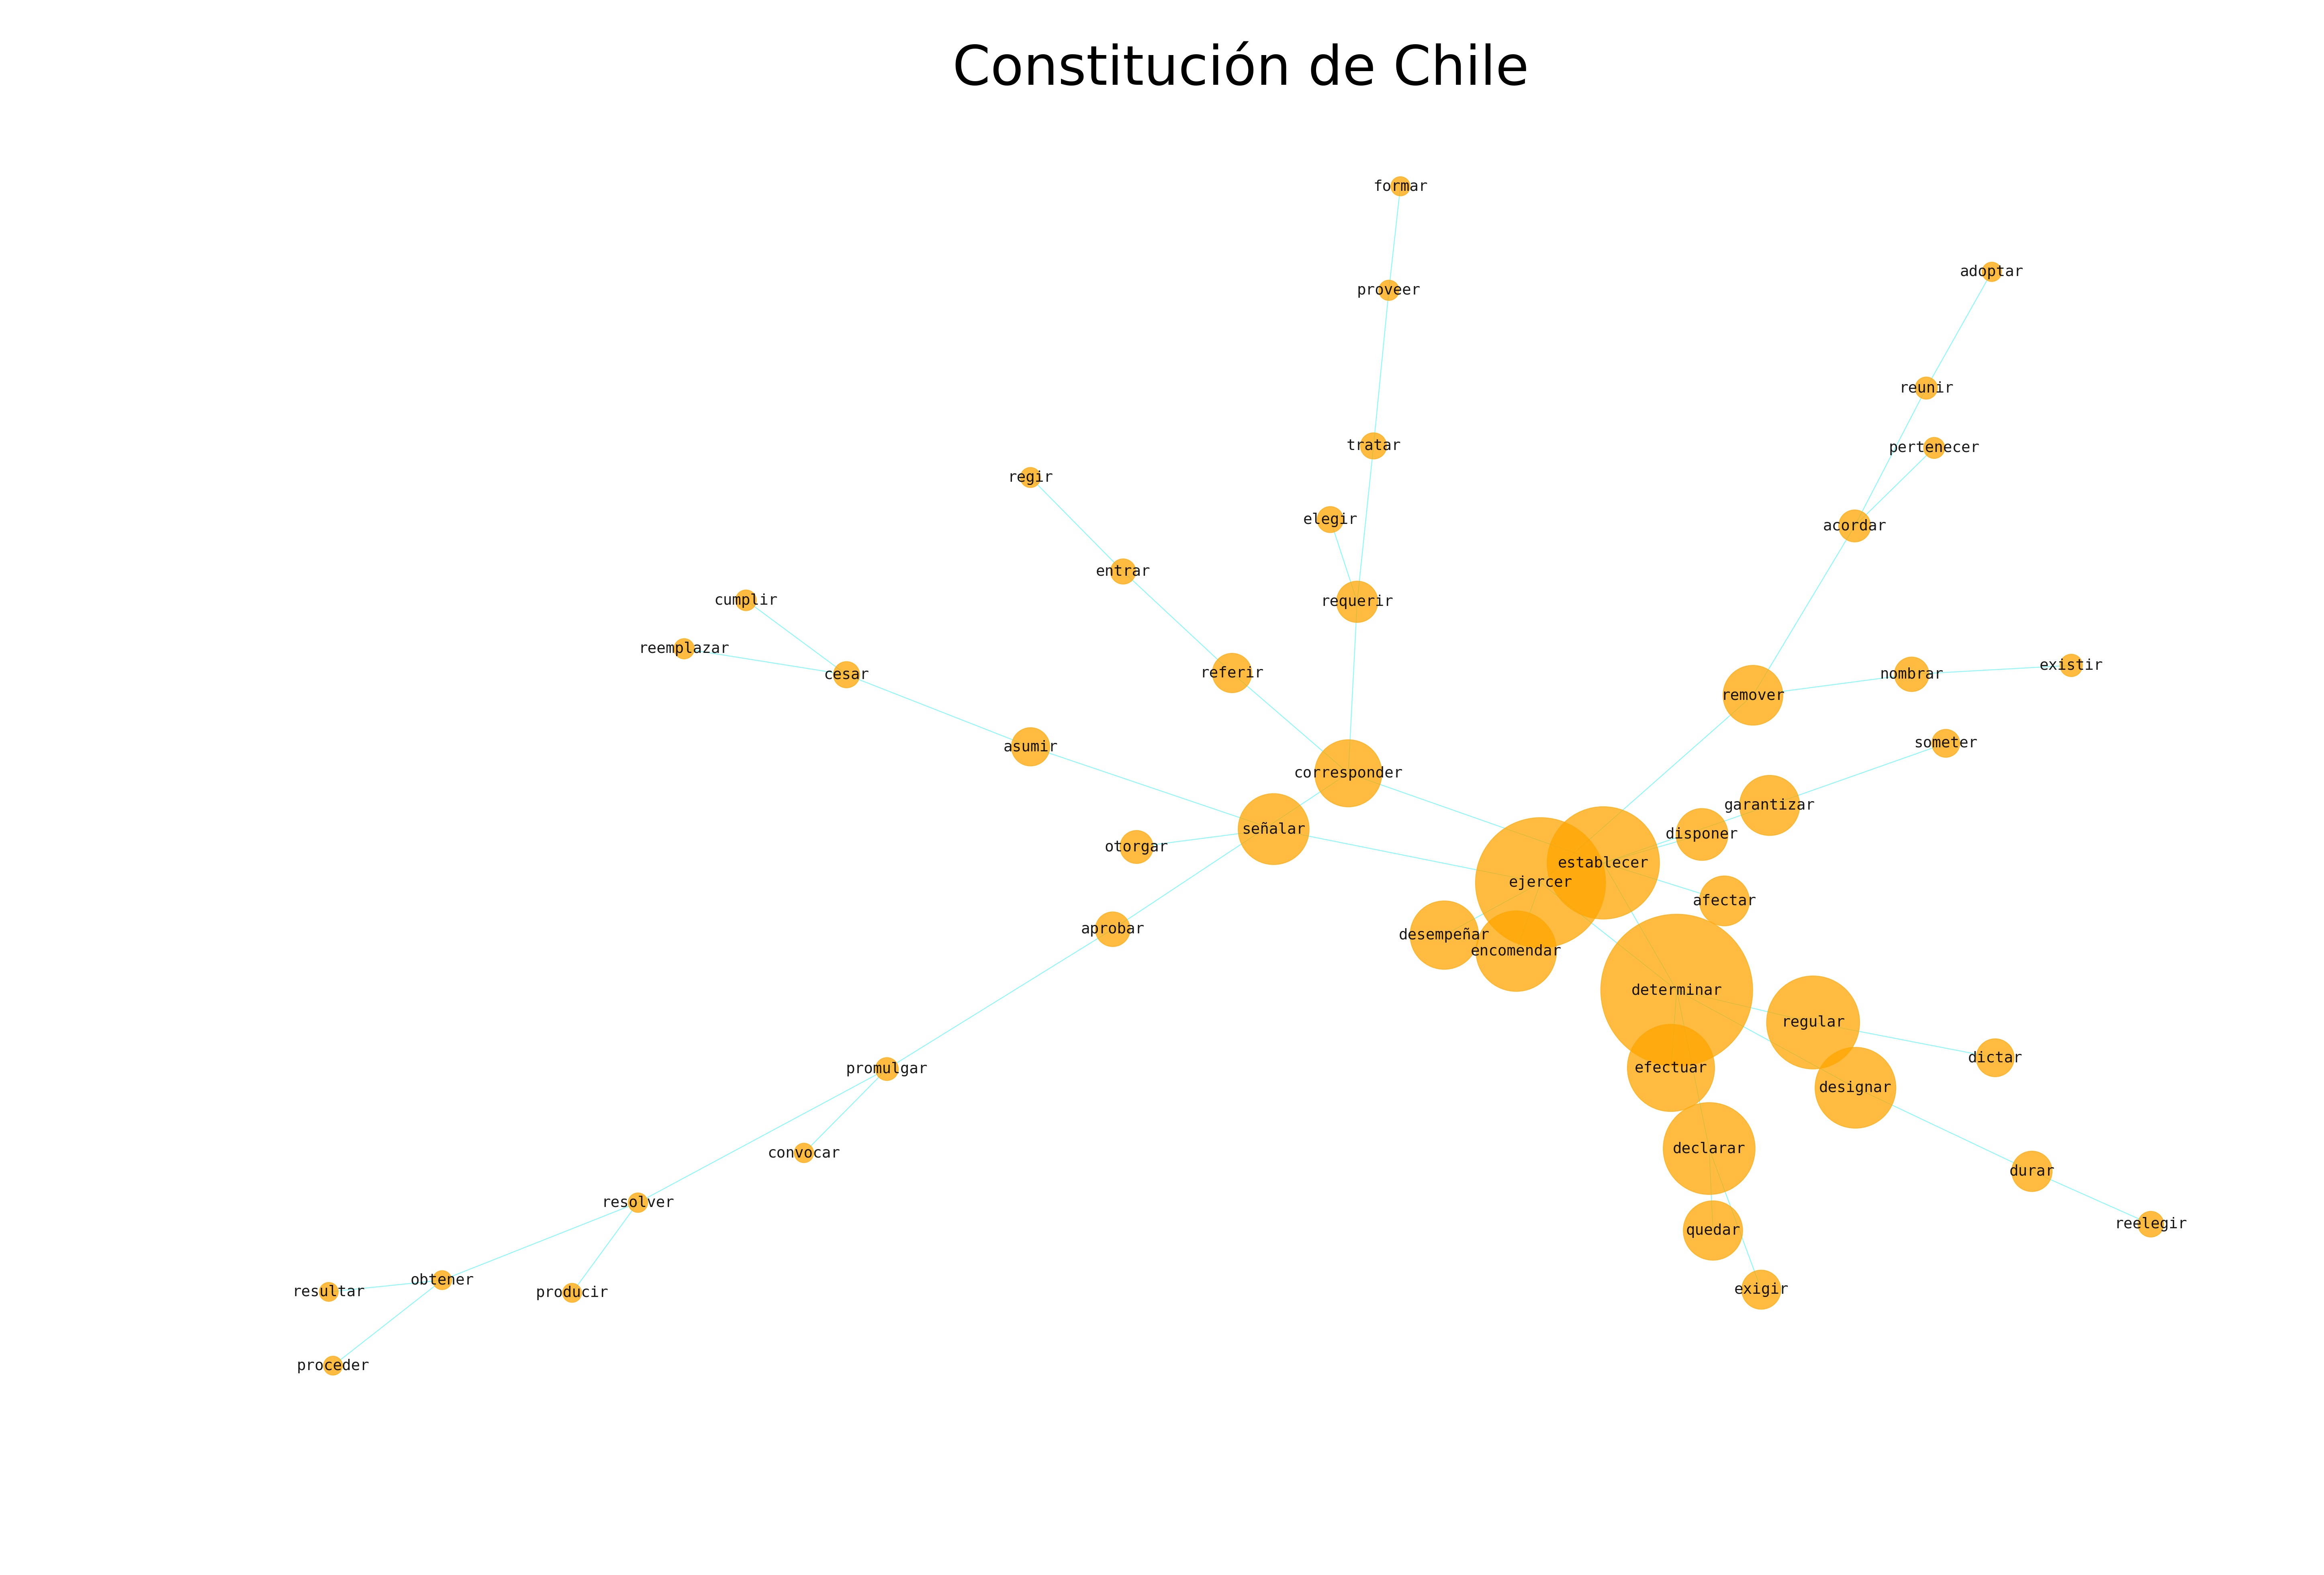 Constitución de Chile
formar
adoptar
proveer
reunir
tratar
pertenecer
regir
elegir
acordar
entrar
cumplir
requerir
reemplazar
cesar
referir
nombrar
existir
remover
asumir
someter
corresponder
garantizar
señalar
disponer
otorgar
establecer
ejercer
afectar
aprobar
desempeñar
encomendar
determinar
regular
dictar
promulgar
efectuar
designar
convocar
declarar
durar
resolver
quedar
reelegir
obtener
resultar
producir
exigir
proceder